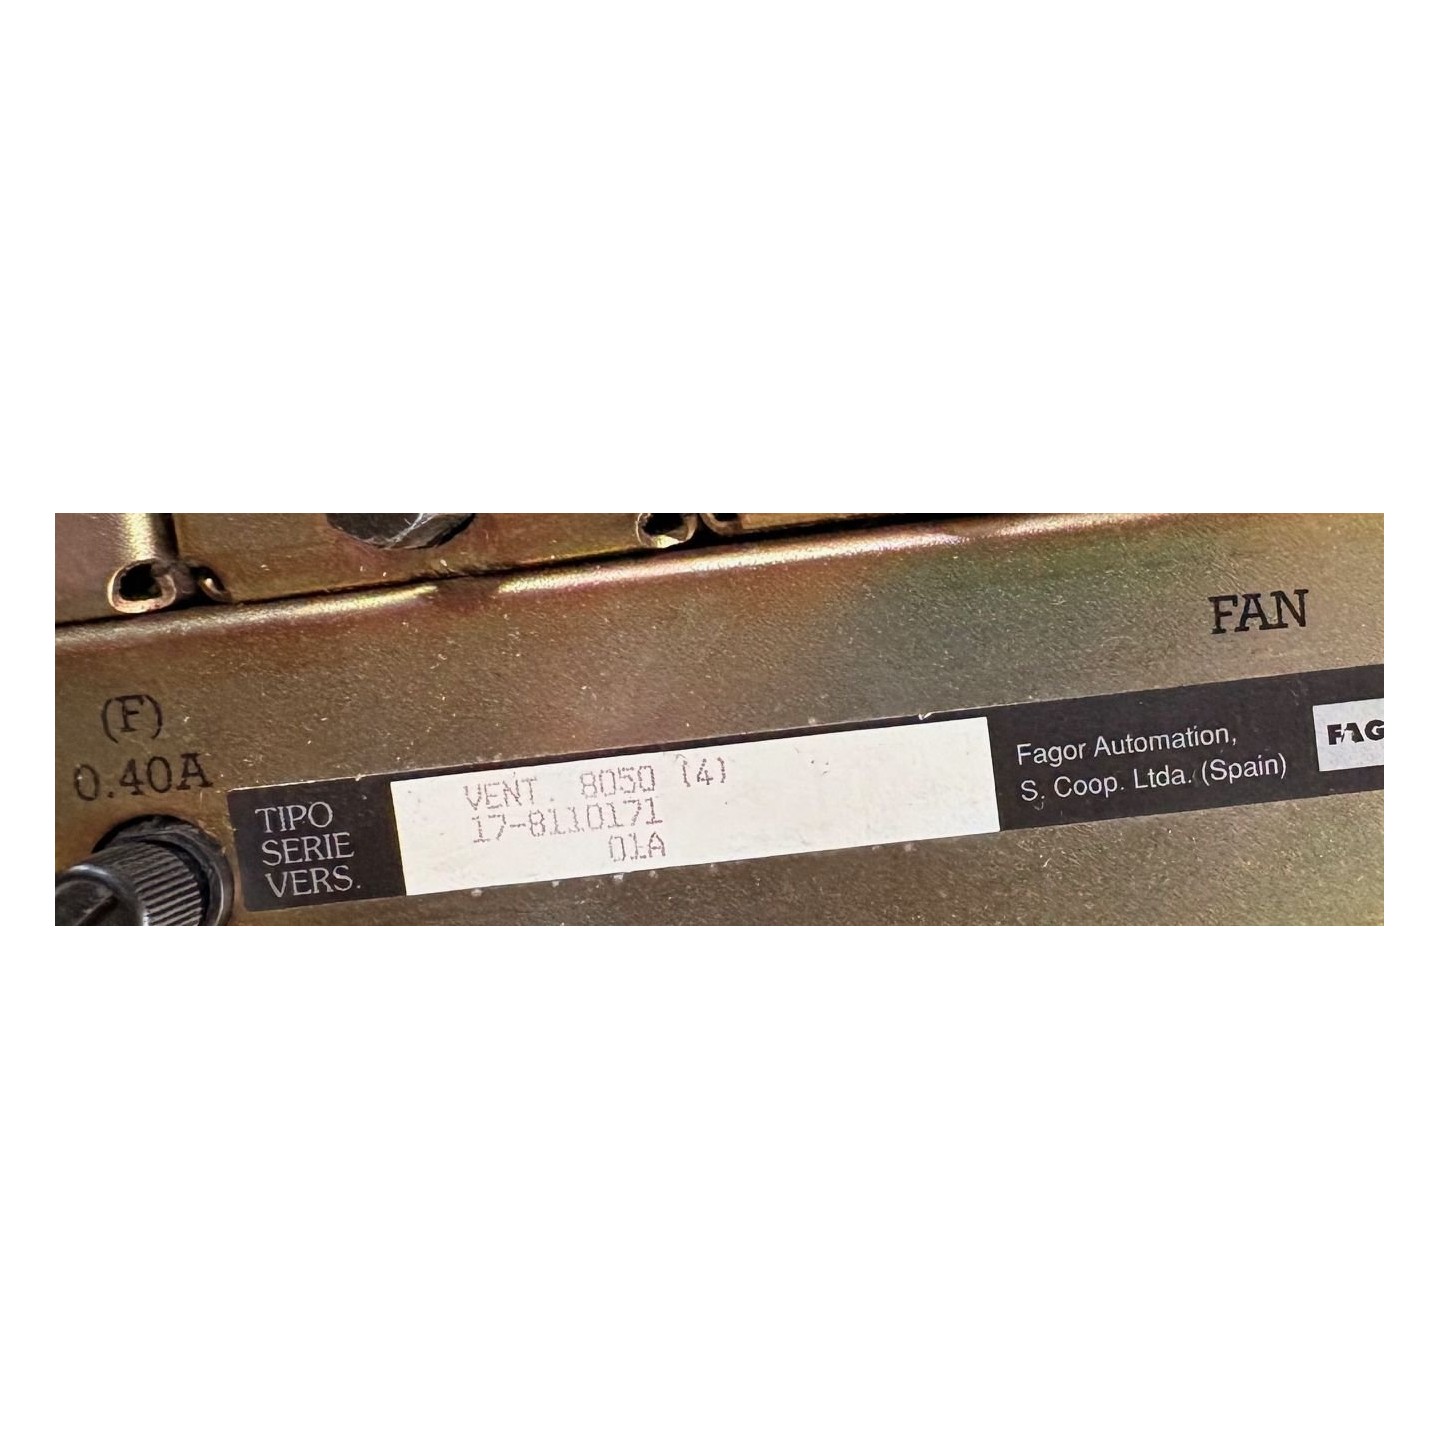 FAN
(F)
0.40A
TIPO VENT. 8050 (4)
SERIE 17-8110171
VERS. 01A
Fagor Automation,
S. Coop. Ltda. (Spain)
FAG